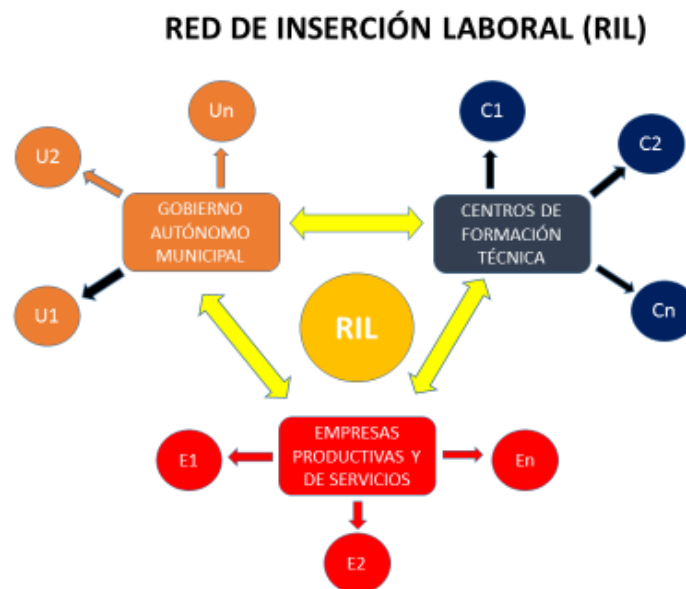 RED DE INSERCIÓN LABORAL (RIL)
Un
C1
U2
C2
GOBIERNO
AUTÓNOMO
MUNICIPAL
CENTROS DE
FORMACIÓN
TÉCNICA
U1
Cn
RIL
EMPRESAS
PRODUCTIVAS Y
DE SERVICIOS
E1
En
E2